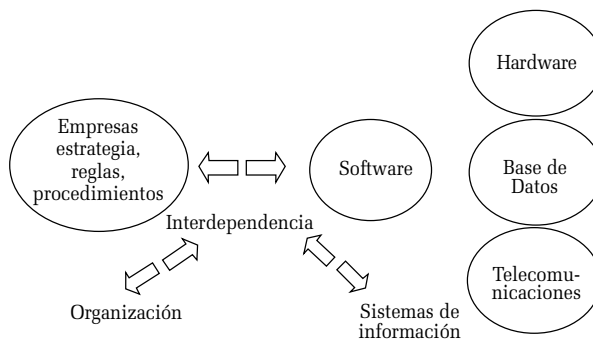 Hardware
Empresas
estrategia,
reglas,
procedimientos
Software
Base de
Datos
Interdependencia
Telecomu-
nicaciones
Organización
Sistemas de
información